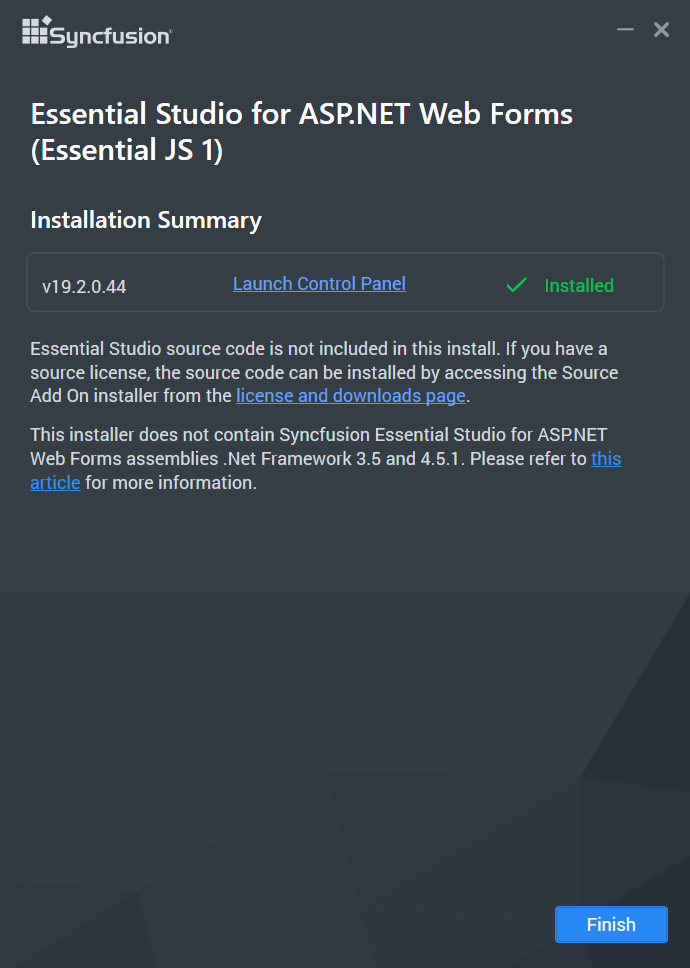 Syncfusion®
Essential Studio for ASP.NET Web Forms
(Essential JS 1)
Installation Summary
v19.2.0.44 Launch Control Panel Installed
Essential Studio source code is not included in this install. If you have a
source license, the source code can be installed by accessing the Source
Add On installer from the license and downloads page.
This installer does not contain Syncfusion Essential Studio for ASP.NET
Web Forms assemblies .Net Framework 3.5 and 4.5.1. Please refer to this
article for more information.
Finish